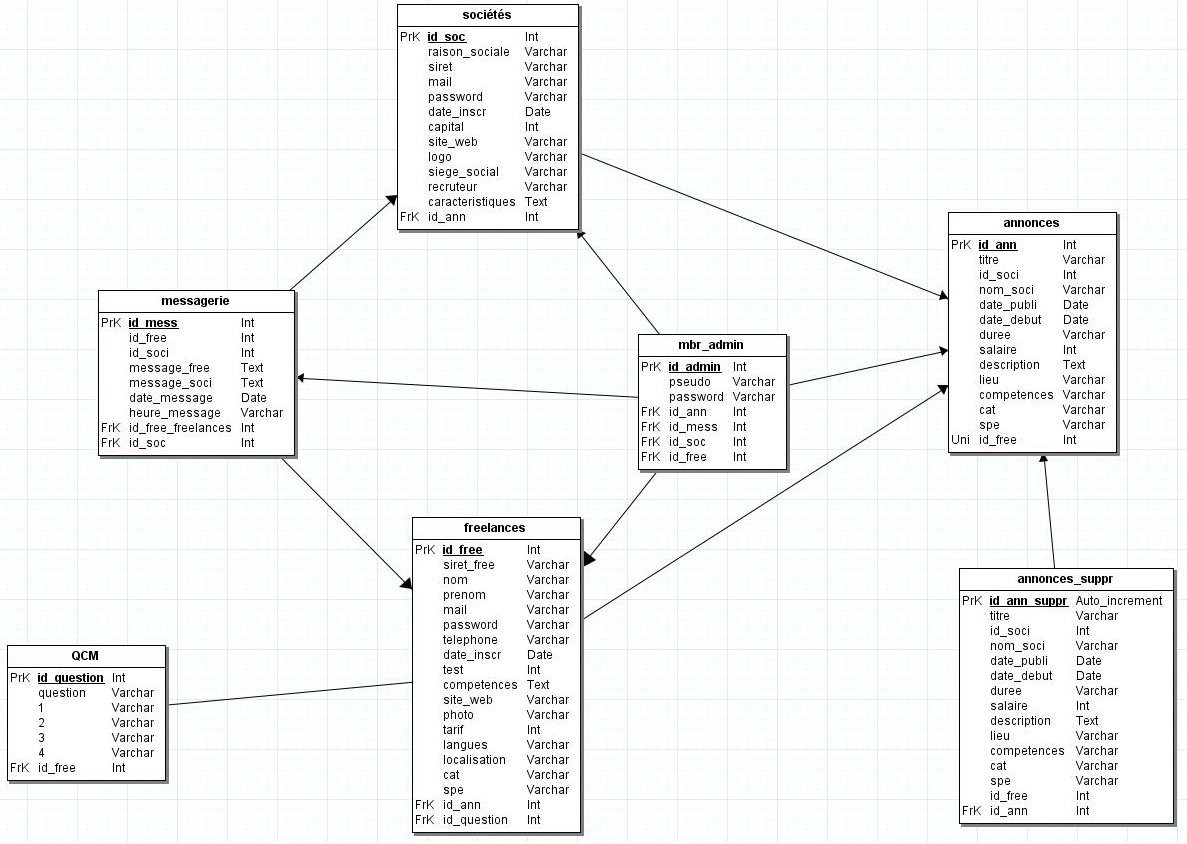 sociétés
PrK id_soc Int
raison_sociale Varchar
siret Varchar
mail Varchar
password Varchar
date_inscr Date
capital Int
site_web Varchar
logo Varchar
siege_social Varchar
recruteur Varchar
caracteristiques Text
FrK id_ann Int
annonces
PrK id_ann Int
titre Varchar
id_soci Int
nom_soci Varchar
date_publi Date
date_debut Date
duree Varchar
salaire Int
description Text
lieu Varchar
competences Varchar
cat Varchar
spe Varchar
Uni id_free Int
messagerie
PrK id_mess Int
id_free Int
id_soci Int
message_free Text
message_soci Text
date_message Date
heure_message Varchar
FrK id_free_freelances Int
FrK id_soc Int
mbr_admin
PrK id_admin Int
pseudo Varchar
password Varchar
FrK id_ann Int
FrK id_mess Int
FrK id_soc Int
FrK id_free Int
freelances
PrK id_free Int
siret_free Varchar
nom Varchar
prenom Varchar
mail Varchar
password Varchar
telephone Varchar
date_inscr Date
test Int
competences Text
site_web Varchar
photo Varchar
tarif Int
langues Varchar
localisation Varchar
cat Varchar
spe Varchar
FrK id_ann Int
FrK id_question Int
annonces_suppr
PrK id_ann_suppr Auto_increment
titre Varchar
id_soci Int
nom_soci Varchar
date_publi Date
date_debut Date
duree Varchar
salaire Int
description Text
lieu Varchar
competences Varchar
cat Varchar
spe Varchar
id_free Int
FrK id_ann Int
QCM
PrK id_question Int
question Varchar
1 Varchar
2 Varchar
3 Varchar
4 Varchar
FrK id_free Int